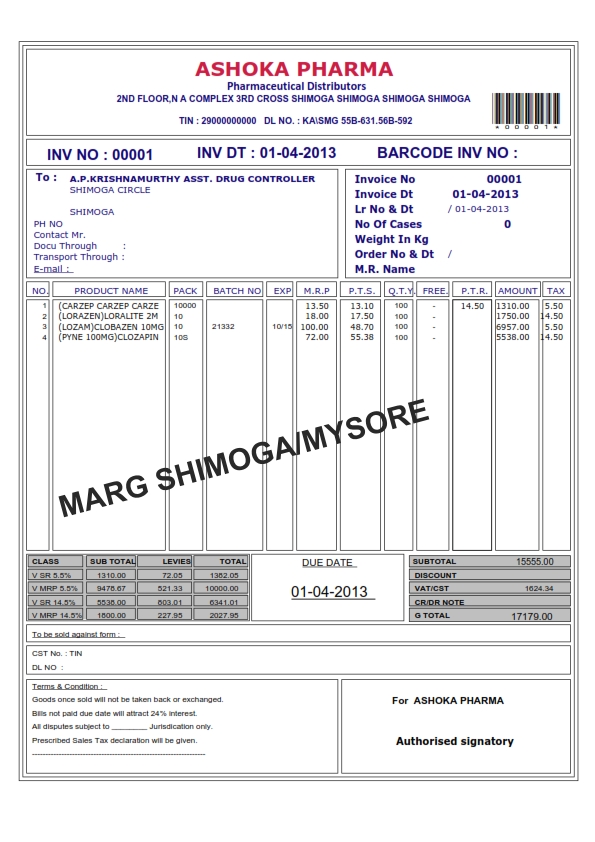 ASHOKA PHARMA
Pharmaceutical Distributors
2ND FLOOR,N A COMPLEX 3RD CROSS SHIMOGA SHIMOGA SHIMOGA SHIMOGA
TIN : 29000000000 DL NO. : KA\SMG 55B-631.56B-592
*00001*
INV NO : 00001 INV DT : 01-04-2013 BARCODE INV NO :
To : A.P.KRISHNAMURTHY ASST. DRUG CONTROLLER
SHIMOGA CIRCLE
SHIMOGA
PH NO
Contact Mr.
Docu Through :
Transport Through :
E-mail :
Invoice No 00001
Invoice Dt 01-04-2013
Lr No & Dt / 01-04-2013
No Of Cases 0
Weight In Kg
Order No & Dt /
M.R. Name
NO. PRODUCT NAME PACK BATCH NO EXP M.R.P P.T.S. Q.T.Y. FREE. P.T.R. AMOUNT TAX
1 (CARZEP CARZEP CARZE 10000 13.50 13.10 100 - 14.50 1310.00 5.50
2 (LORAZEN)LORALITE 2M 10 18.00 17.50 100 - 1750.00 14.50
3 (LOZAM)CLOBAZEN 10MG 10 21332 10/15 100.00 48.70 100 - 6957.00 5.50
4 (PYNE 100MG)CLOZAPIN 10S 72.00 55.38 100 - 5538.00 14.50
MARG SHIMOGA/MYSORE
CLASS SUB TOTAL LEVIES TOTAL
V SR 5.5% 1310.00 72.05 1382.05
V MRP 5.5% 9478.67 521.33 10000.00
V SR 14.5% 5538.00 803.01 6341.01
V MRP 14.5% 1800.00 227.95 2027.95
DUE DATE
01-04-2013
SUBTOTAL 15555.00
DISCOUNT
VAT/CST 1624.34
CR/DR NOTE
G TOTAL 17179.00
To be sold against form :
CST No. : TIN
DL NO :
Terms & Condition :
Goods once sold will not be taken back or exchanged.
Bills not paid due date will attract 24% interest.
All disputes subject to ________ Jurisdication only.
Prescribed Sales Tax declaration will be given.
For ASHOKA PHARMA
Authorised signatory